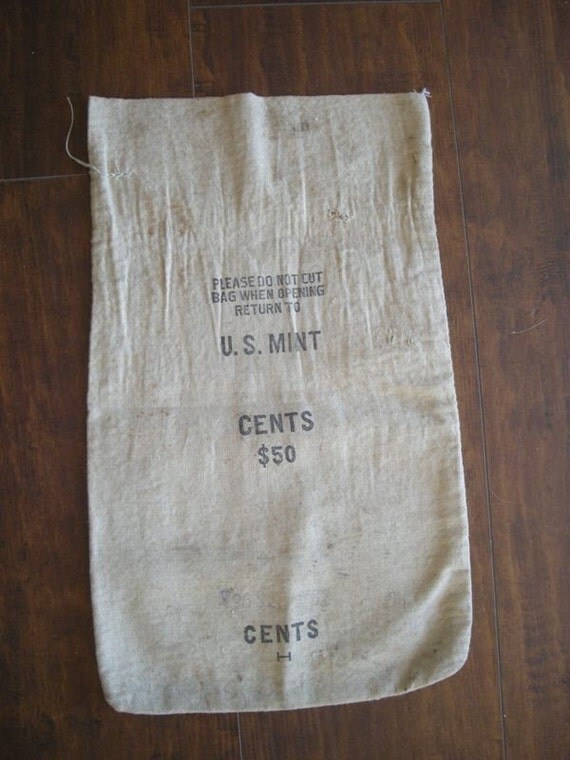 PLEASE DO NOT CUT
BAG WHEN OPENING
RETURN TO
U. S. MINT
CENTS
$50
CENTS
H